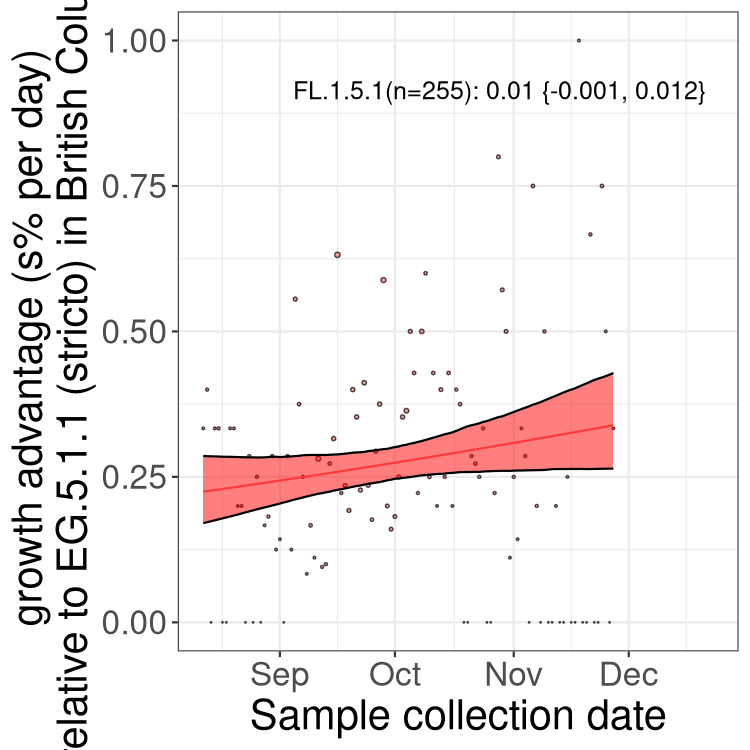 growth advantage (s% per day)
relative to EG.5.1.1 (stricto) in British Colu
1.00
0.75
0.50
0.25
0.00
FL.1.5.1(n=255): 0.01 {-0.001, 0.012}
Sep Oct Nov Dec
Sample collection date